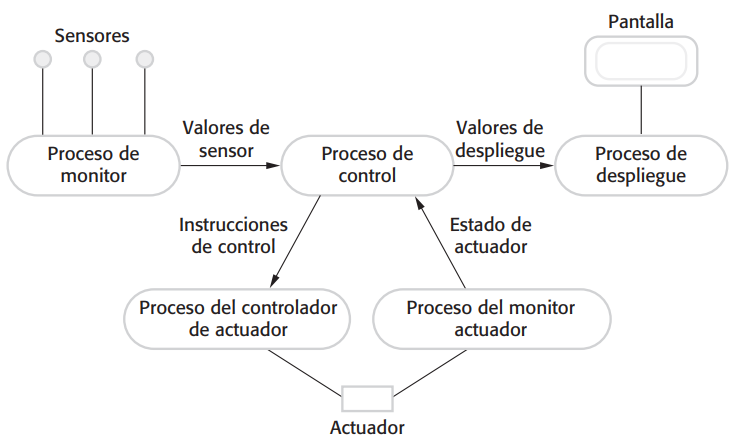 Sensores
Pantalla
Proceso de
monitor
Valores de
sensor
Proceso de
control
Valores de
despliegue
Proceso de
despliegue
Instrucciones
de control
Estado de
actuador
Proceso del controlador
de actuador
Proceso del monitor
actuador
Actuador